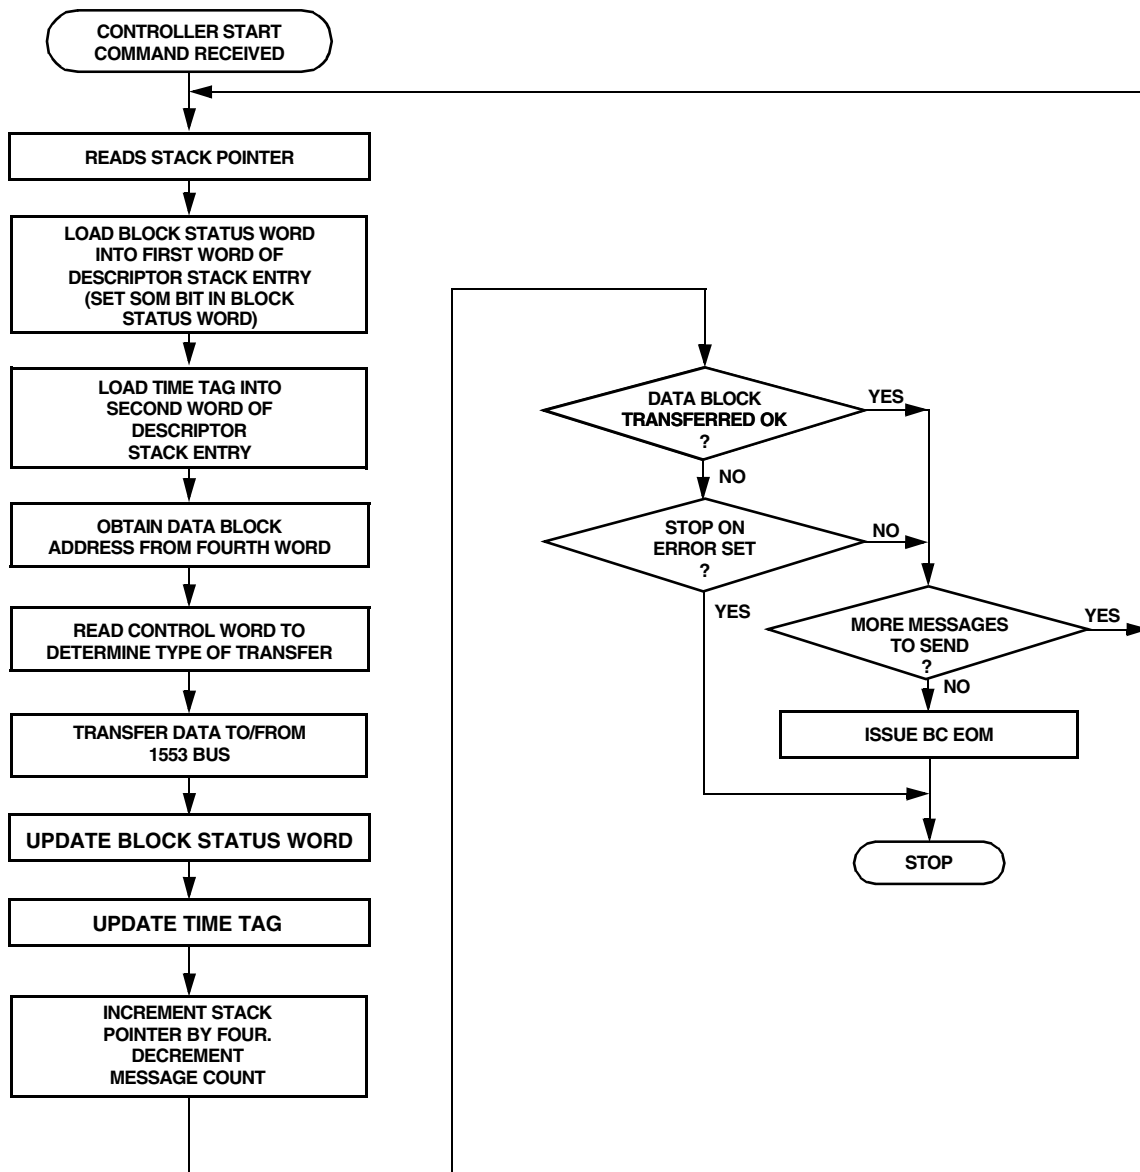 CONTROLLER START
COMMAND RECEIVED
READS STACK POINTER
LOAD BLOCK STATUS WORD
INTO FIRST WORD OF
DESCRIPTOR STACK ENTRY
(SET SOM BIT IN BLOCK
STATUS WORD)
LOAD TIME TAG INTO
SECOND WORD OF
DESCRIPTOR
STACK ENTRY
OBTAIN DATA BLOCK
ADDRESS FROM FOURTH WORD
READ CONTROL WORD TO
DETERMINE TYPE OF TRANSFER
TRANSFER DATA TO/FROM
1553 BUS
UPDATE BLOCK STATUS WORD
UPDATE TIME TAG
INCREMENT STACK
POINTER BY FOUR.
DECREMENT
MESSAGE COUNT
DATA BLOCK
TRANSFERRED OK
?
YES
NO
STOP ON
ERROR SET
?
NO
YES
MORE MESSAGES
TO SEND
?
YES
NO
ISSUE BC EOM
STOP